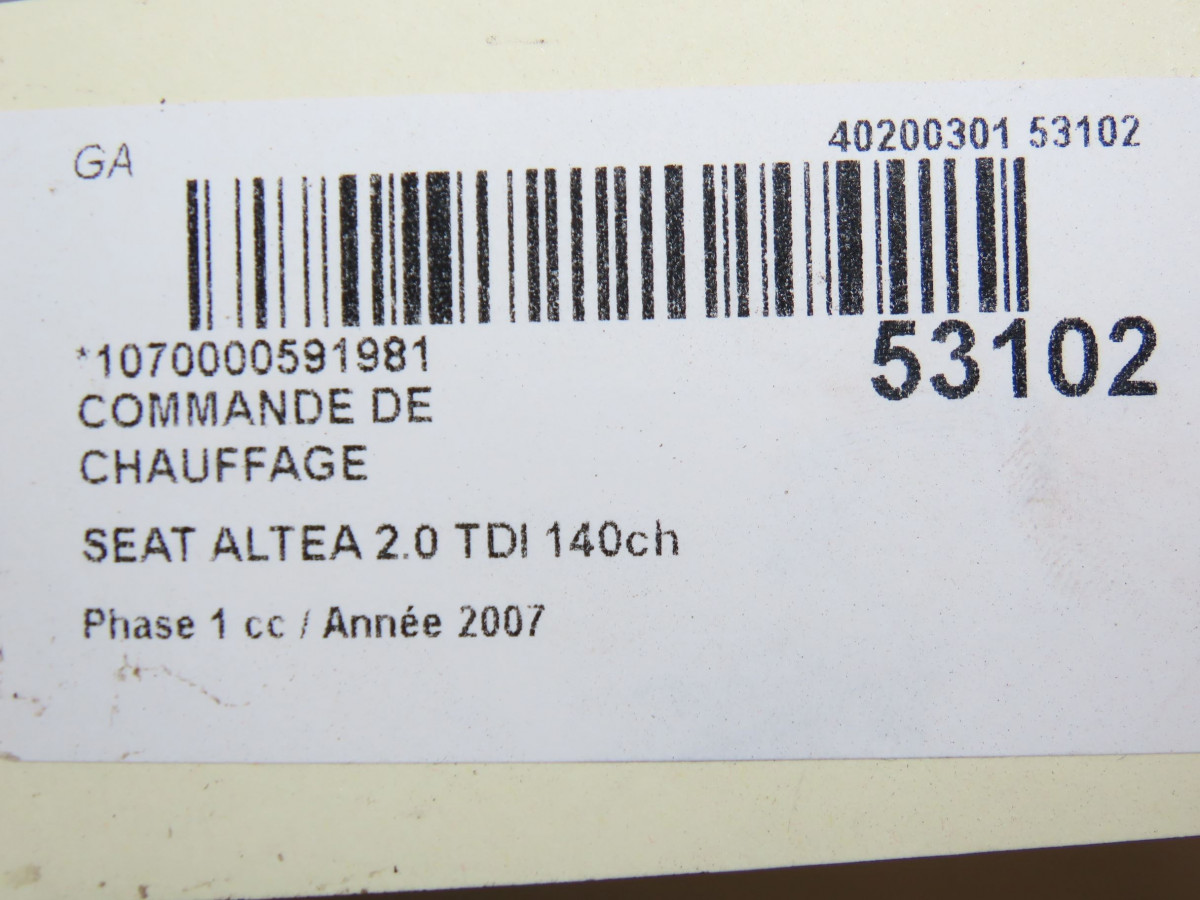 GA
40200301 53102
*1070000591981
53102
COMMANDE DE
CHAUFFAGE
SEAT ALTEA 2.0 TDI 140ch
Phase 1 cc / Année 2007